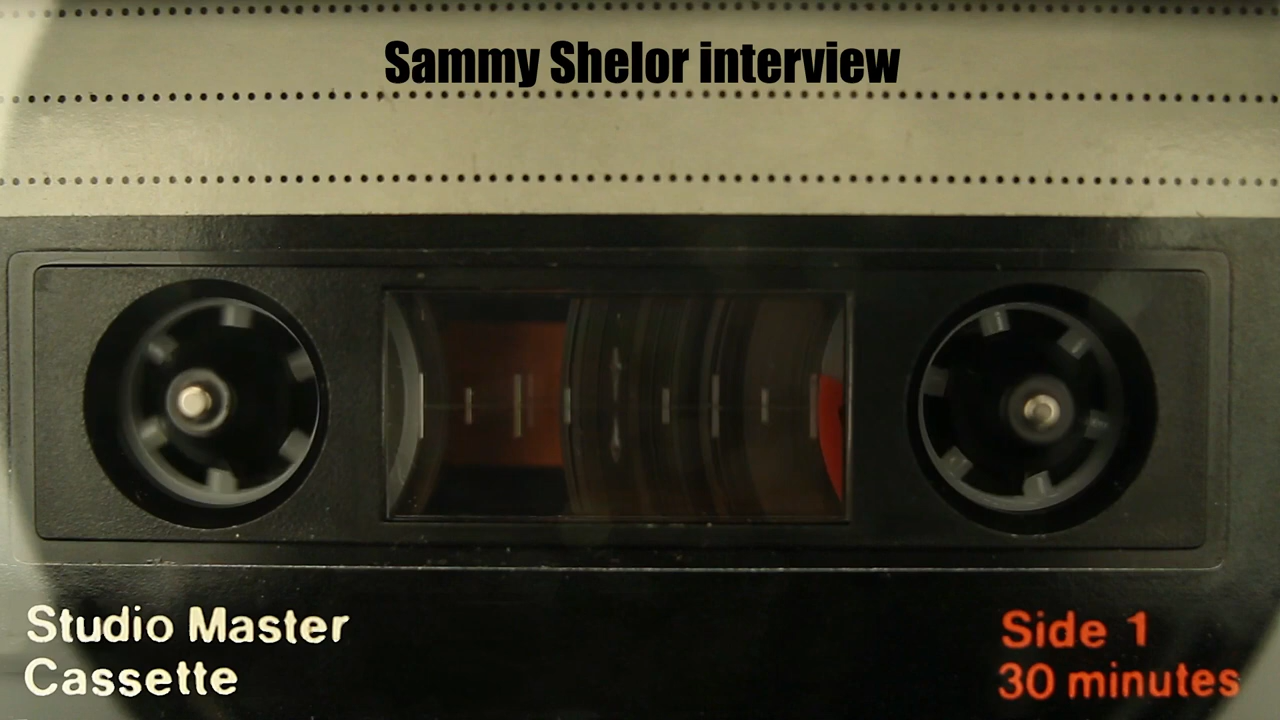 Sammy Shelor interview
Studio Master
Cassette
Side 1
30 minutes